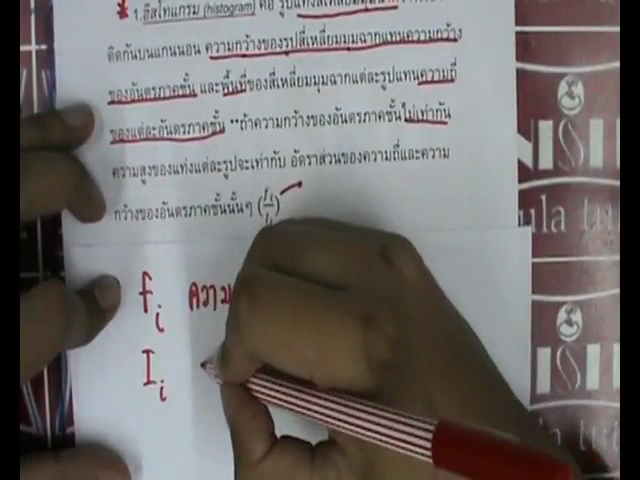 1. ฮิสโทแกรม (histogram) คือ
ติดกันบนแกนนอน ความกว้างของรูปสี่เหลี่ยมมุมฉากแทนความกว้าง
ของอันตรภาคชั้น และพื้นที่ของสี่เหลี่ยมมุมฉากแต่ละรูปแทนความถี่
ของแต่ละอันตรภาคชั้น **ถ้าความกว้างของอันตรภาคชั้นไม่เท่ากัน
ความสูงของแท่งแต่ละรูปจะเท่ากับ อัตราส่วนของความถี่และความ
กว้างของอันตรภาคชั้นนั้นๆ
f_i ความ
I_i